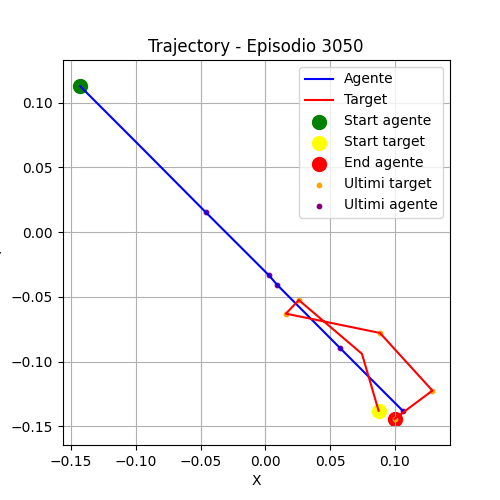 Trajectory - Episodio 3050
Agente
Target
Start agente
Start target
End agente
Ultimi target
Ultimi agente
0.10
0.05
0.00
−0.05
−0.10
−0.15
−0.15
−0.10
−0.05
0.00
0.05
0.10
X